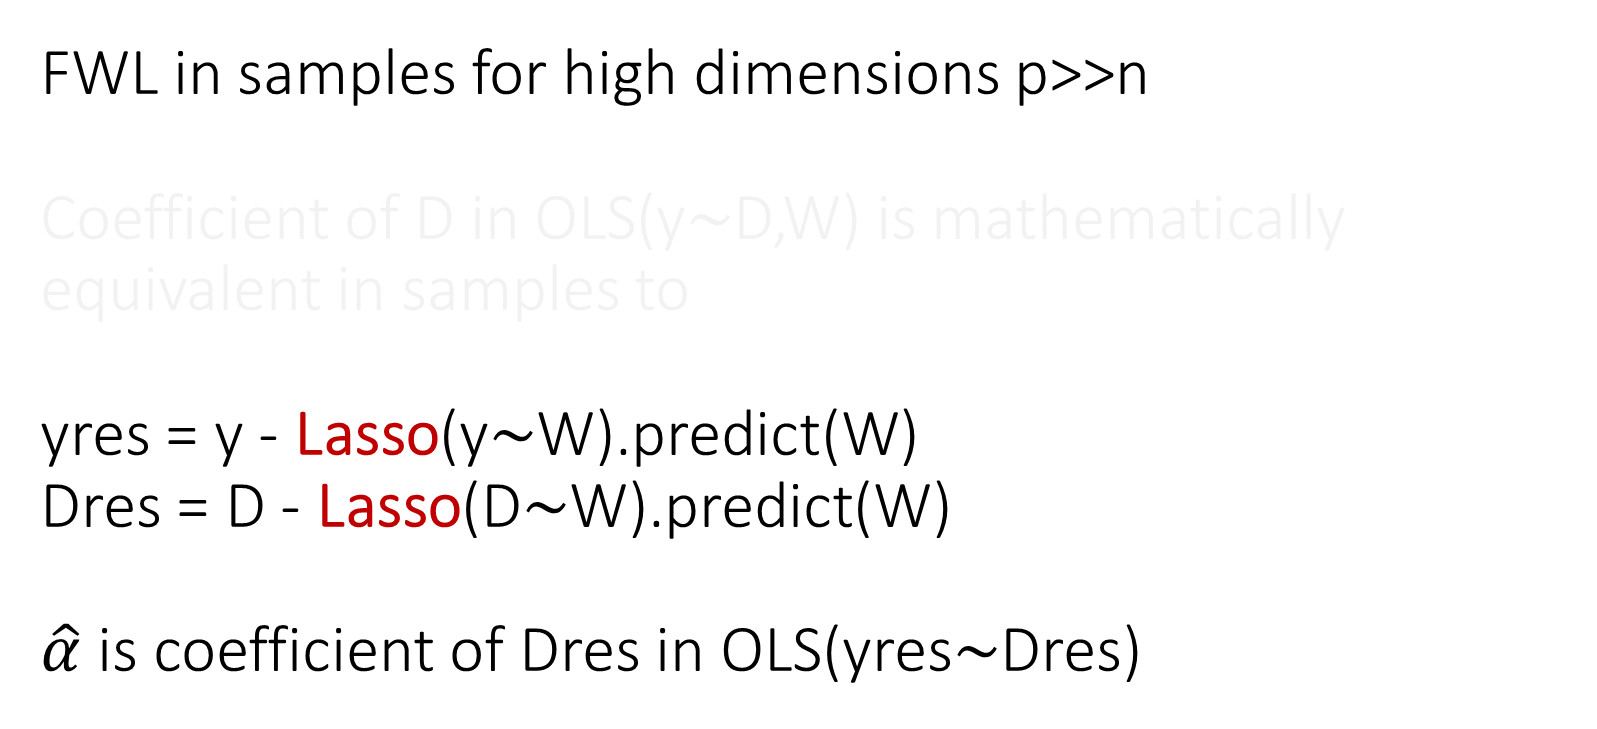 FWL in samples for high dimensions p>>n
Coefficient of D in OLS(y~D,W) is mathematically
equivalent in samples to
yres = y - Lasso(y~W).predict(W)
Dres = D - Lasso(D~W).predict(W)
α̂ is coefficient of Dres in OLS(yres~Dres)